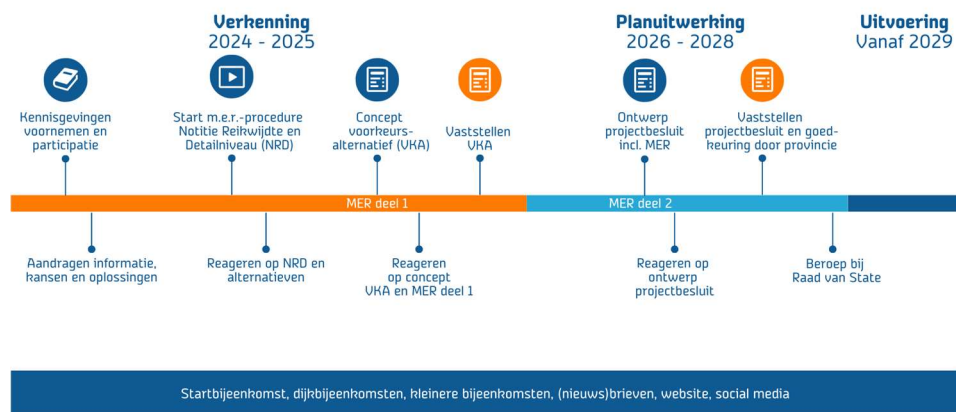 Verkenning
2024 - 2025
Planuitwerking
2026 - 2028
Uitvoering
Vanaf 2029
Kennisgevingen
voornemen en
participatie
Start m.e.r.-procedure
Notitie Reikwijdte en
Detailniveau (NRD)
Concept
voorkeurs-
alternatief (VKA)
Vaststellen
VKA
Ontwerp
projectbesluit
incl. MER
Vaststellen
projectbesluit en goed-
keuring door provincie
MER deel 1
MER deel 2
Aandragen informatie,
kansen en oplossingen
Reageren op NRD en
alternatieven
Reageren
op concept
VKA en MER deel 1
Reageren op
ontwerp
projectbesluit
Beroep bij
Raad van State
Startbijeenkomst, dijkbijeenkomsten, kleinere bijeenkomsten, (nieuws)brieven, website, social media